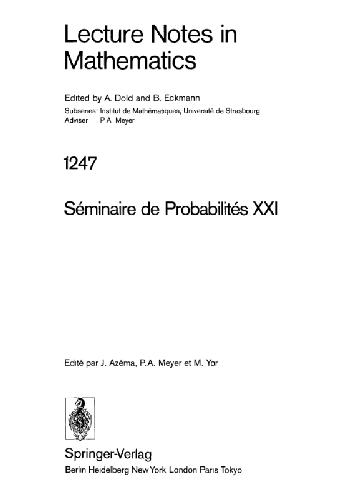 Lecture Notes in
Mathematics
Edited by A. Dold and B. Eckmann
Subseries: Institut de Mathématiques, Université de Strasbourg
Adviser: P.A. Meyer
1247
Séminaire de Probabilités XXI
Edité par J. Azéma, P.A. Meyer et M. Yor
Springer-Verlag
Berlin Heidelberg New York London Paris Tokyo